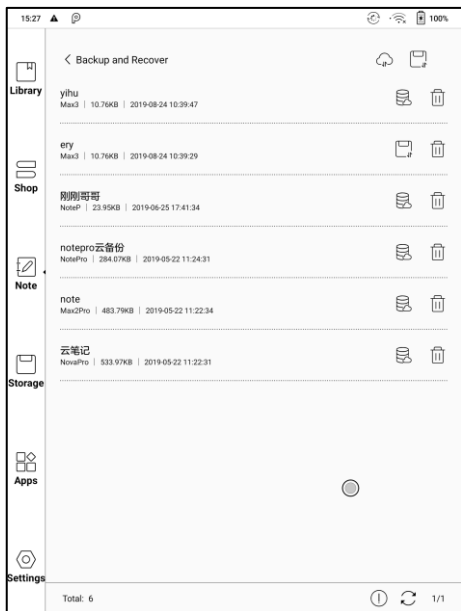 15:27 100%
Backup and Recover
Library
yihu
Max3 | 10.76KB | 2019-08-24 10:39:47
ery
Max3 | 10.76KB | 2019-08-24 10:39:29
Shop
刚刚哥哥
NoteP | 23.95KB | 2019-06-25 17:41:34
notepro云备份
NotePro | 284.07KB | 2019-05-22 11:24:31
Note
note
Max2Pro | 483.79KB | 2019-05-22 11:22:34
云笔记
NovaPro | 533.97KB | 2019-05-22 11:22:31
Storage
Apps
Settings
Total: 6 1/1